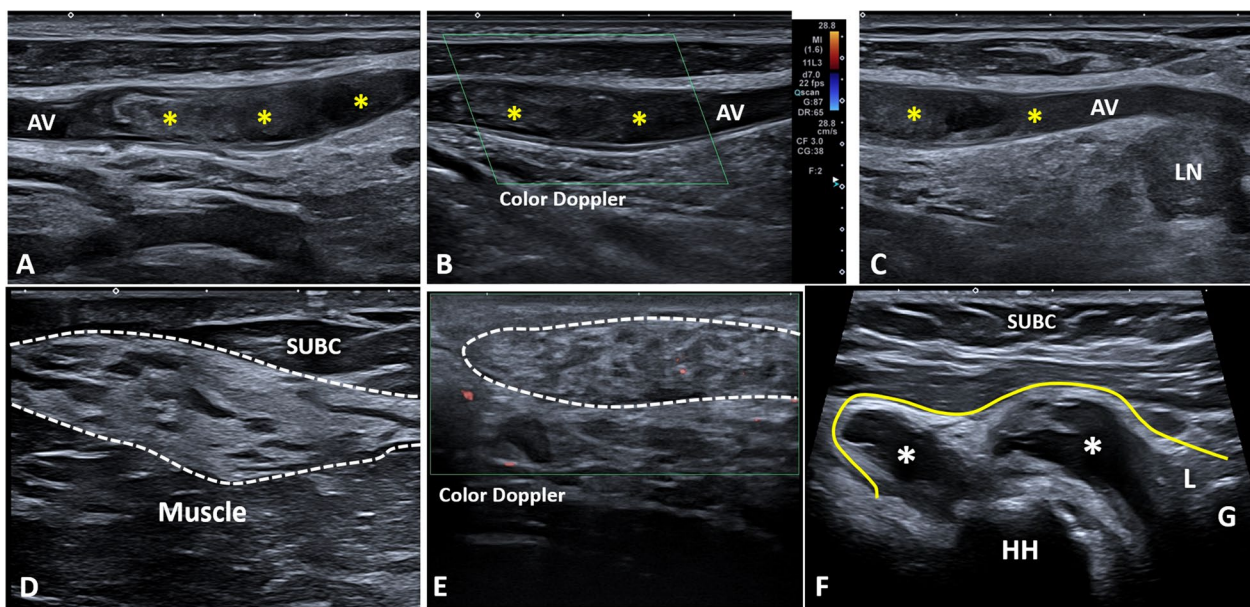 AV
*
*
*
A
*
*
AV
Color Doppler
B
28.8
MI
(1.6)
11L3
d7.0
22 fps
Qscan
G:87
DR:65
28.8
cm/s
CF 3.0
CG:38
F:2
*
*
AV
LN
C
SUBC
Muscle
D
Color Doppler
E
SUBC
*
*
L
G
HH
F